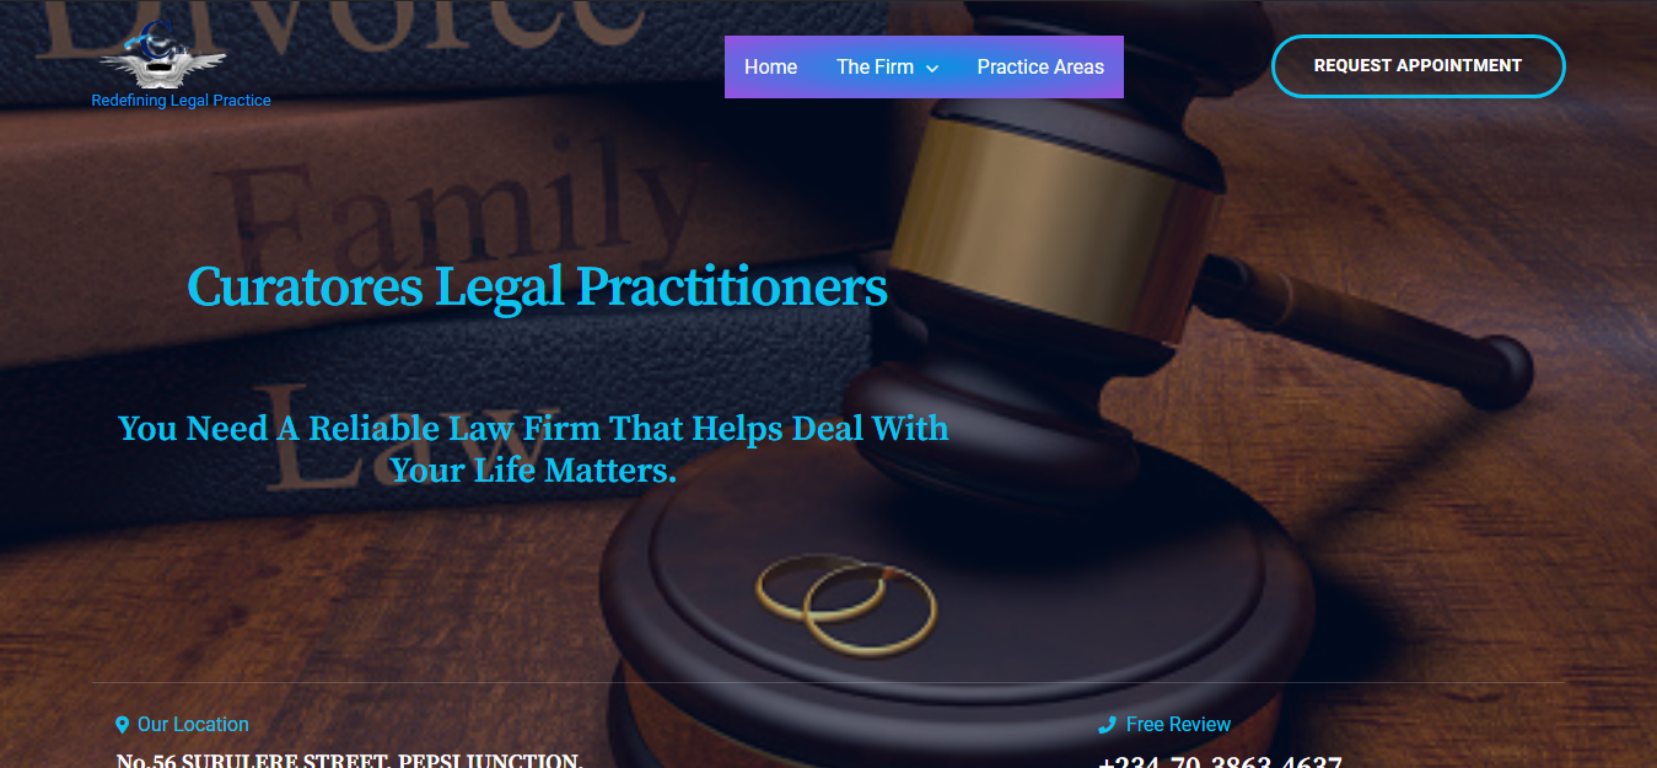 Divorce
Redefining Legal Practice
Home
The Firm
Practice Areas
REQUEST APPOINTMENT
Family
Curatores Legal Practitioners
Law
You Need A Reliable Law Firm That Helps Deal With
Your Life Matters.
Our Location
Free Review
No.56 SURULERE STREET, PEPSI JUNCTION,
+234 70 3863 4637